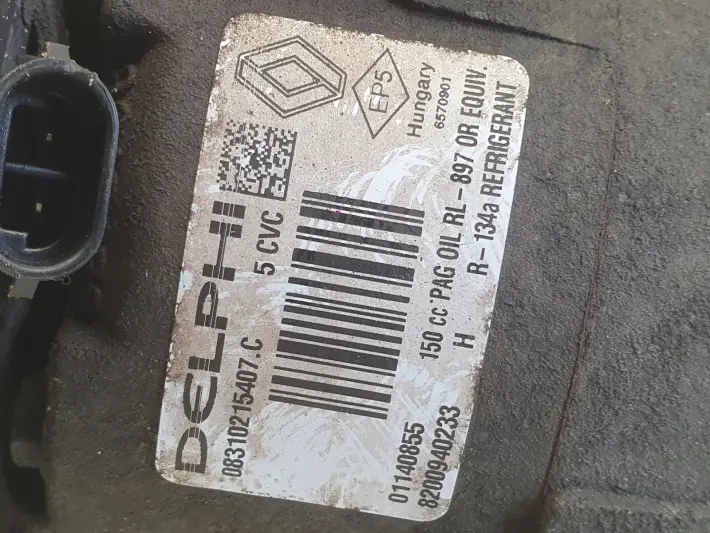 DELPHI
08310215407.C
5 CVC
EP5
Hungary
6570901
01140855
150 cc PAG OIL RL-897 OR EQUIV.
8200940233
H
R-134a REFRIGERANT